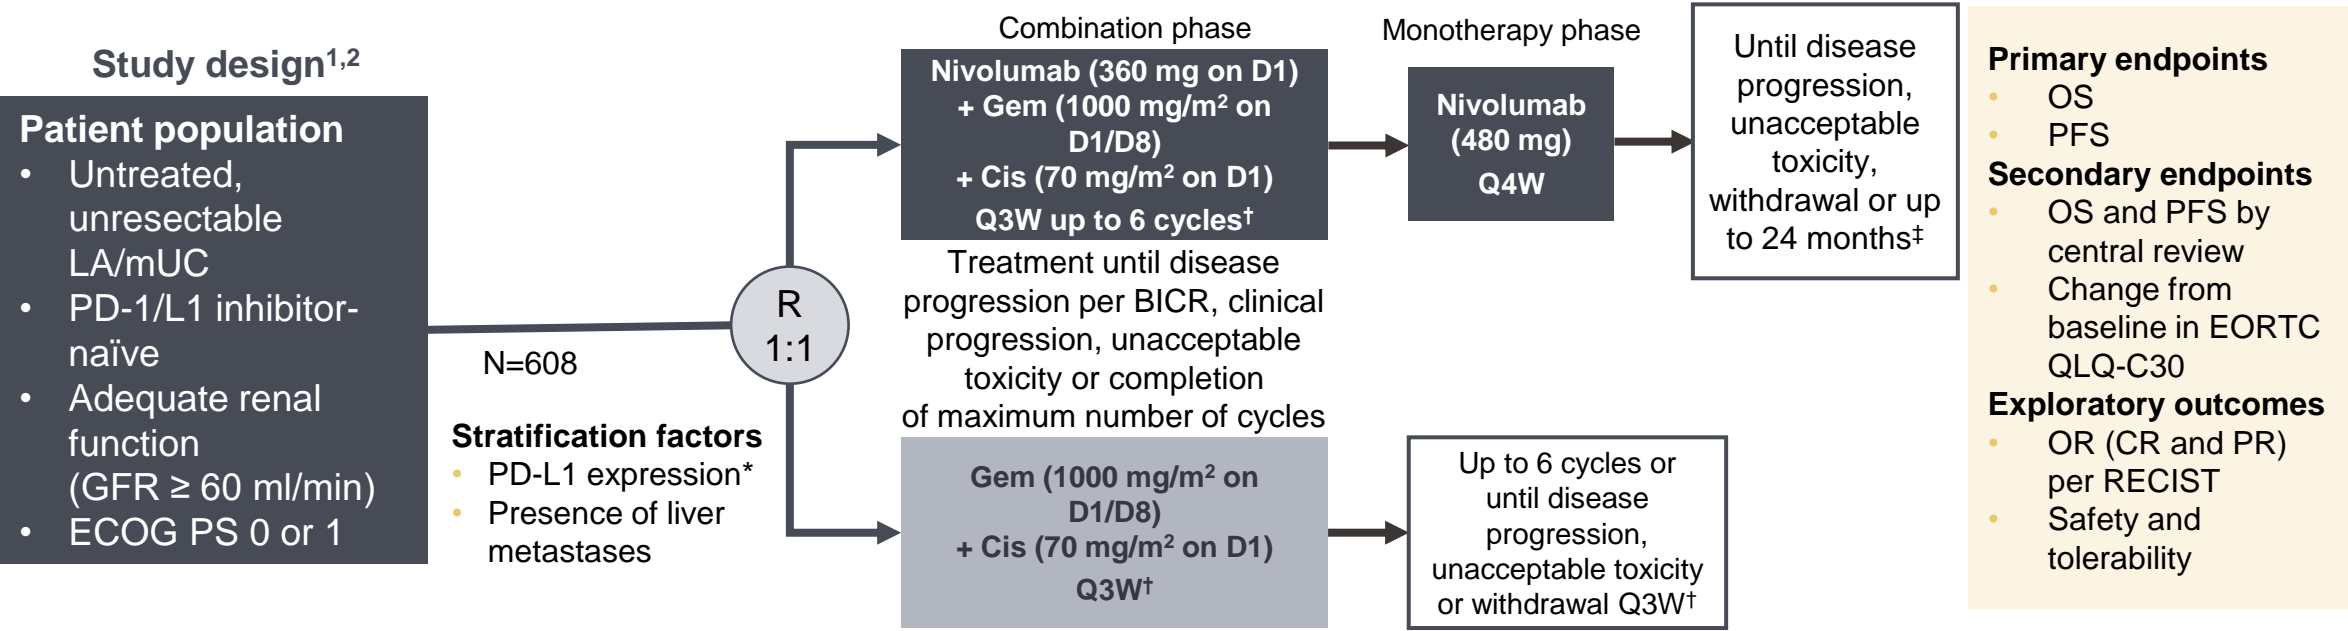 Study design¹,²
Patient population
• Untreated,
unresectable
LA/mUC
• PD-1/L1 inhibitor-
naïve
• Adequate renal
function
(GFR ≥ 60 ml/min)
• ECOG PS 0 or 1
N=608
Stratification factors
• PD-L1 expression*
• Presence of liver
metastases
R
1:1
Combination phase
Nivolumab (360 mg on D1)
+ Gem (1000 mg/m² on
D1/D8)
+ Cis (70 mg/m² on D1)
Q3W up to 6 cycles†
Treatment until disease
progression per BICR, clinical
progression, unacceptable
toxicity or completion
of maximum number of cycles
Gem (1000 mg/m² on
D1/D8)
+ Cis (70 mg/m² on D1)
Q3W†
Monotherapy phase
Nivolumab
(480 mg)
Q4W
Until disease
progression,
unacceptable
toxicity,
withdrawal or up
to 24 months‡
Up to 6 cycles or
until disease
progression,
unacceptable toxicity
or withdrawal Q3W†
Primary endpoints
• OS
• PFS
Secondary endpoints
• OS and PFS by
central review
• Change from
baseline in EORTC
QLQ-C30
Exploratory outcomes
• OR (CR and PR)
per RECIST
• Safety and
tolerability